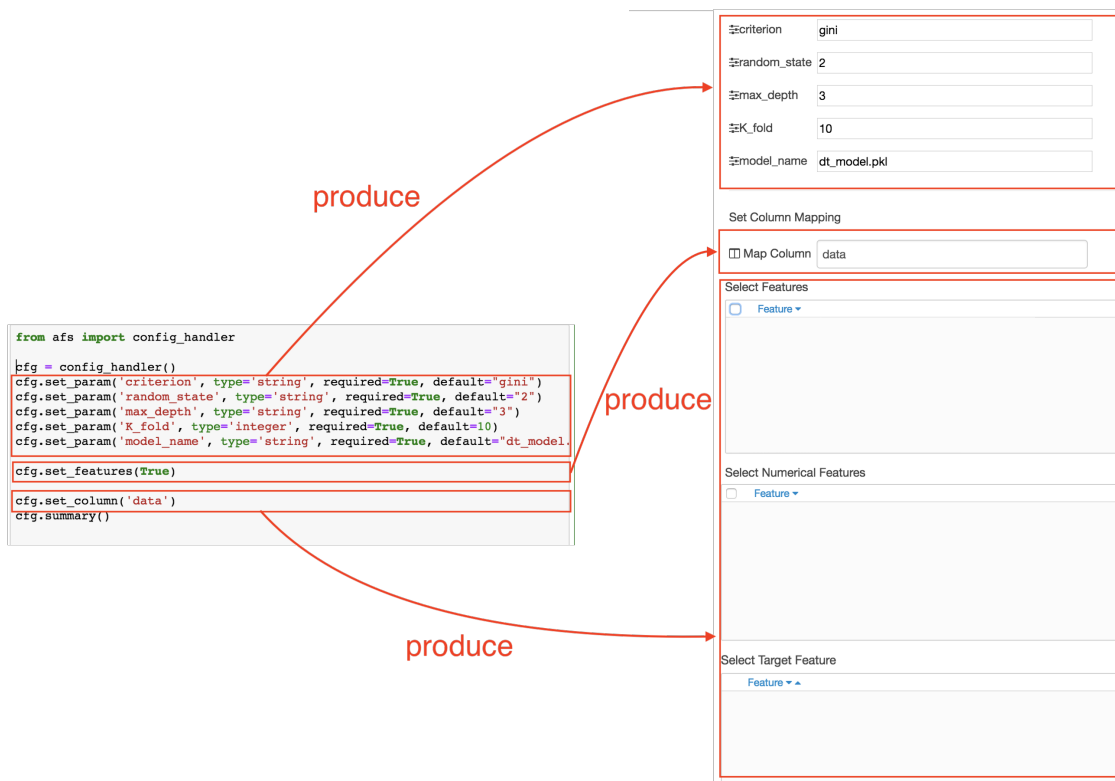 criterion gini
random_state 2
max_depth 3
K_fold 10
model_name dt_model.pkl
produce
Set Column Mapping
Map Column data
Select Features
Feature
from afs import config_handler
cfg = config_handler()
cfg.set_param('criterion', type='string', required=True, default="gini")
cfg.set_param('random_state', type='string', required=True, default="2")
cfg.set_param('max_depth', type='string', required=True, default="3")
cfg.set_param('K_fold', type='integer', required=True, default=10)
cfg.set_param('model_name', type='string', required=True, default="dt_model.
cfg.set_features(True)
cfg.set_column('data')
cfg.summary()
produce
Select Numerical Features
Feature
produce
Select Target Feature
Feature